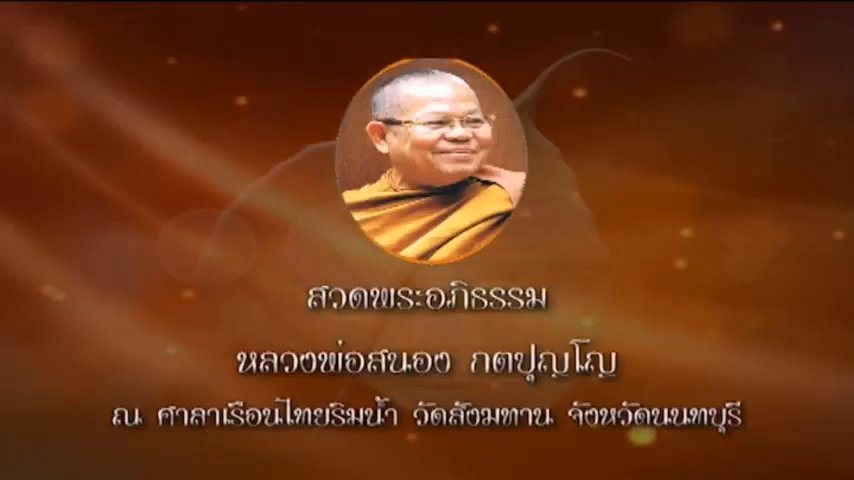 สวดพระอภิธรรม
หลวงพ่อสนอง กตปุญโญ
ณ ศาลาเรือนไทยริมน้ำ วัดสังฆทาน จังหวัดนนทบุรี